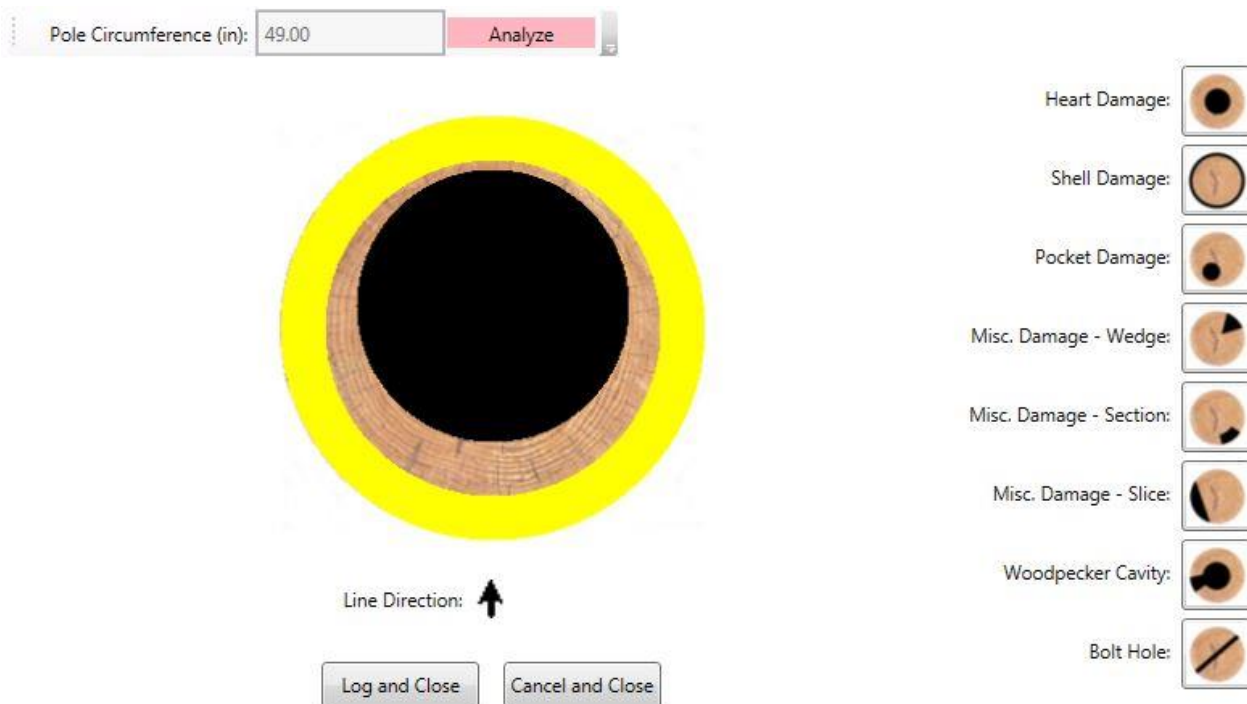 Pole Circumference (in): 49.00 Analyze
Heart Damage:
Shell Damage:
Pocket Damage:
Misc. Damage - Wedge:
Misc. Damage - Section:
Misc. Damage - Slice:
Woodpecker Cavity:
Bolt Hole:
Line Direction:
Log and Close Cancel and Close